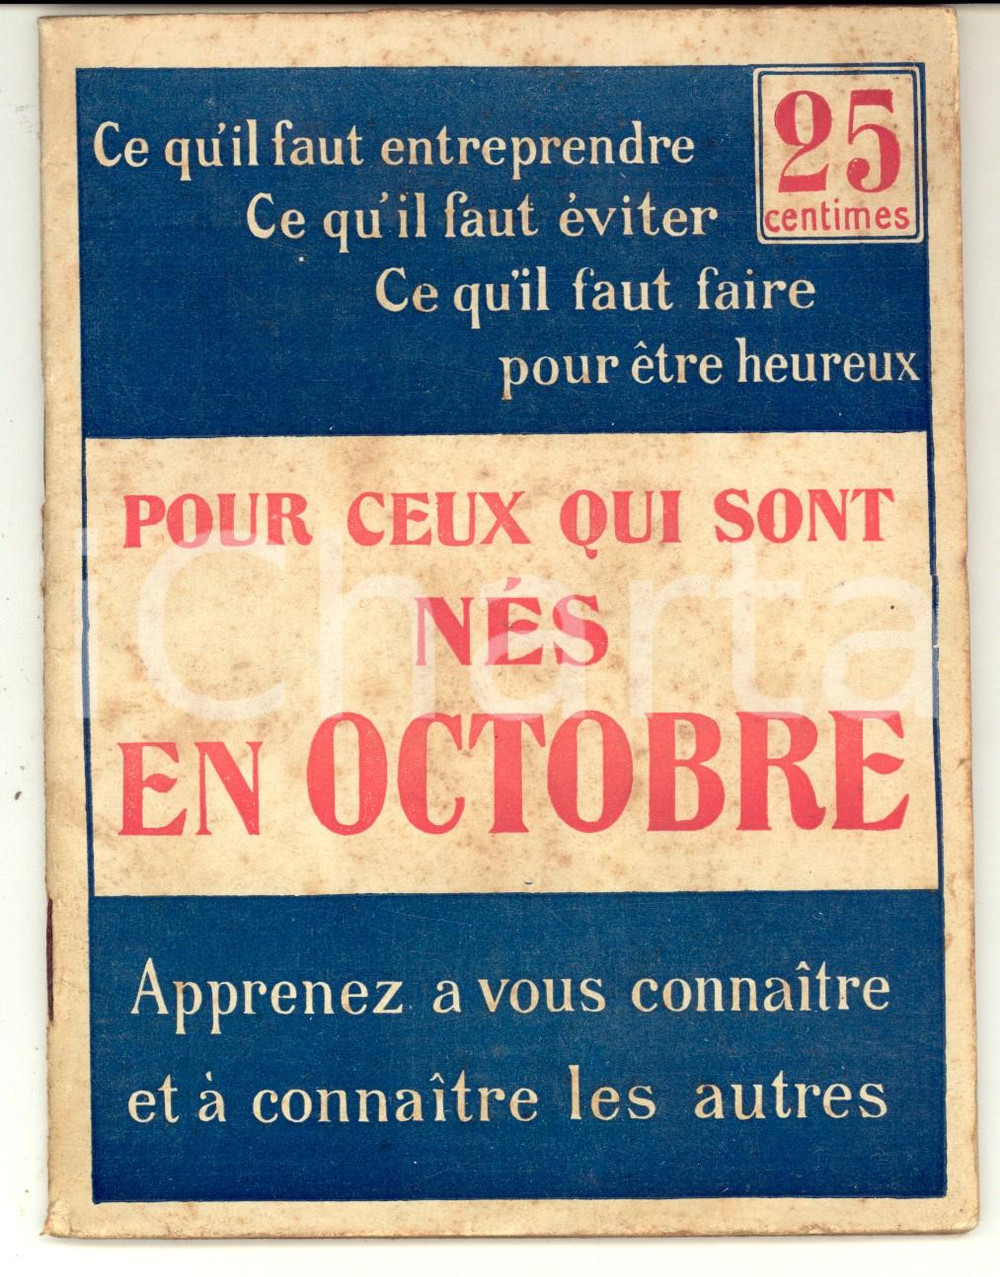 Ce qu'il faut entreprendre
25
centimes
Ce qu'il faut éviter
Ce qu'il faut faire
pour être heureux
POUR CEUX QUI SONT
NÉS
EN OCTOBRE
iCharta
Apprenez a vous connaître
et à connaître les autres